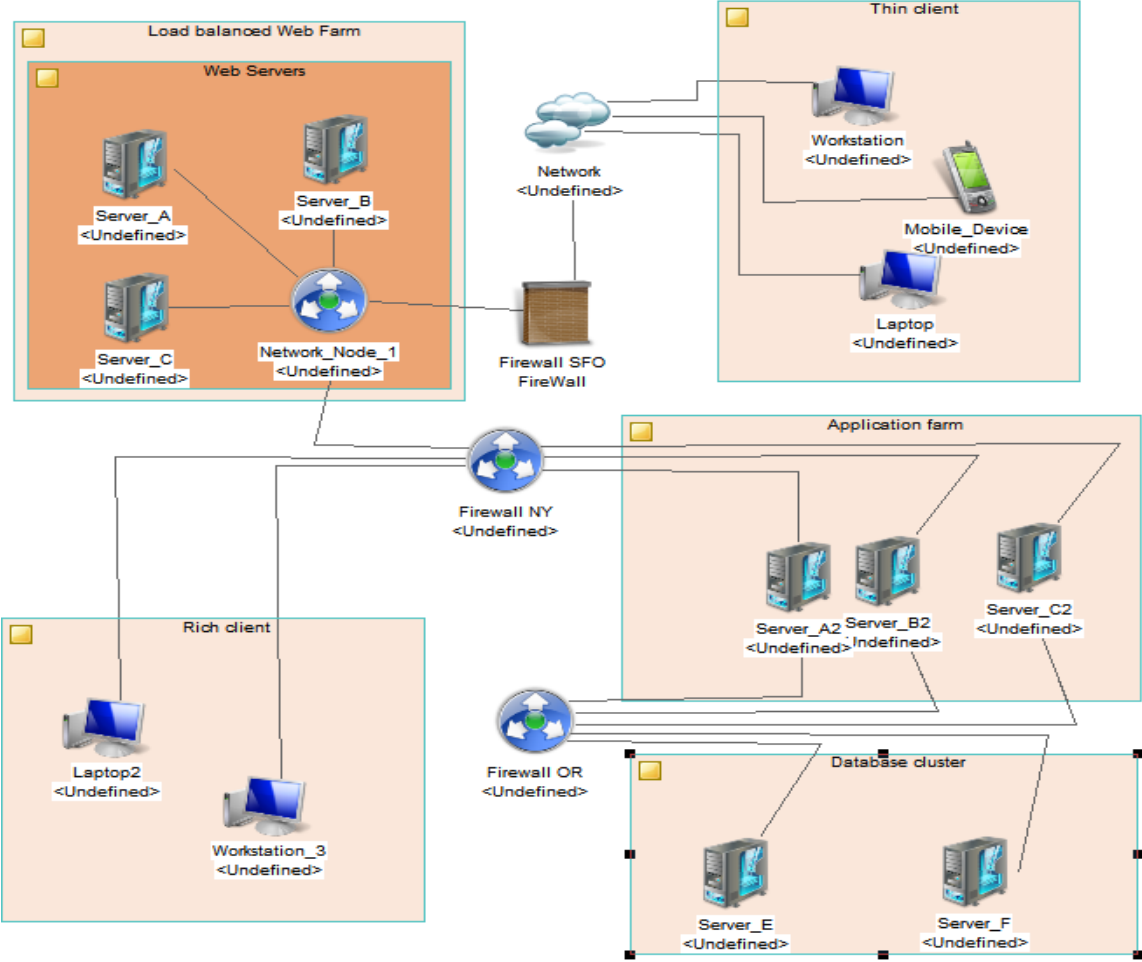 Load balanced Web Farm
Web Servers
Server_A
<Undefined>
Server_B
<Undefined>
Server_C
<Undefined>
Network_Node_1
<Undefined>
Network
<Undefined>
Firewall SFO
FireWall
Thin client
Workstation
<Undefined>
Mobile_Device
<Undefined>
Laptop
<Undefined>
Firewall NY
<Undefined>
Application farm
Server_A2
<Undefined>
Server_B2
Undefined>
Server_C2
<Undefined>
Rich client
Laptop2
<Undefined>
Workstation_3
<Undefined>
Firewall OR
<Undefined>
Database cluster
Server_E
<Undefined>
Server_F
<Undefined>